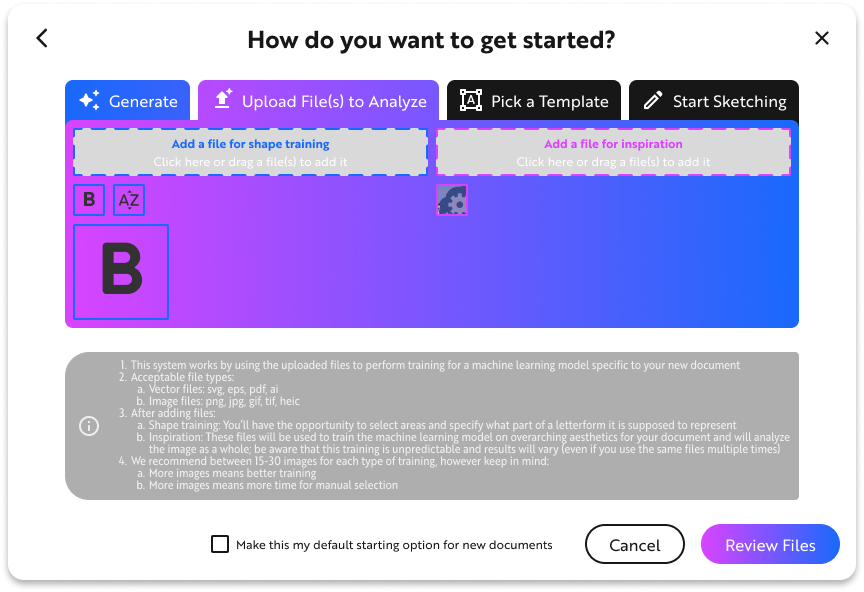 How do you want to get started?
Generate
Upload File(s) to Analyze
A
Pick a Template
Start Sketching
Add a file for shape training
Click here or drag a file(s) to add it
Add a file for inspiration
Click here or drag a file(s) to add it
B
AZ
B
1. This system works by using the uploaded files to perform training for a machine learning model specific to your new document
2. Acceptable file types:
a. Vector files: svg, eps, pdf, ai
b. Image files: png, jpg, gif, tif, heic
3. After adding files:
a. Shape training: You'll have the opportunity to select areas and specify what part of a letterform it is supposed to represent
b. Inspiration: These files will be used to train the machine learning model on overarching aesthetics for your document and will analyze
the image as a whole; be aware that this training is unpredictable and results will vary (even if you use the same files multiple times)
4. We recommend between 15-30 images for each type of training, however keep in mind:
a. More images means better training
b. More images means more time for manual selection
Make this my default starting option for new documents
Cancel
Review Files